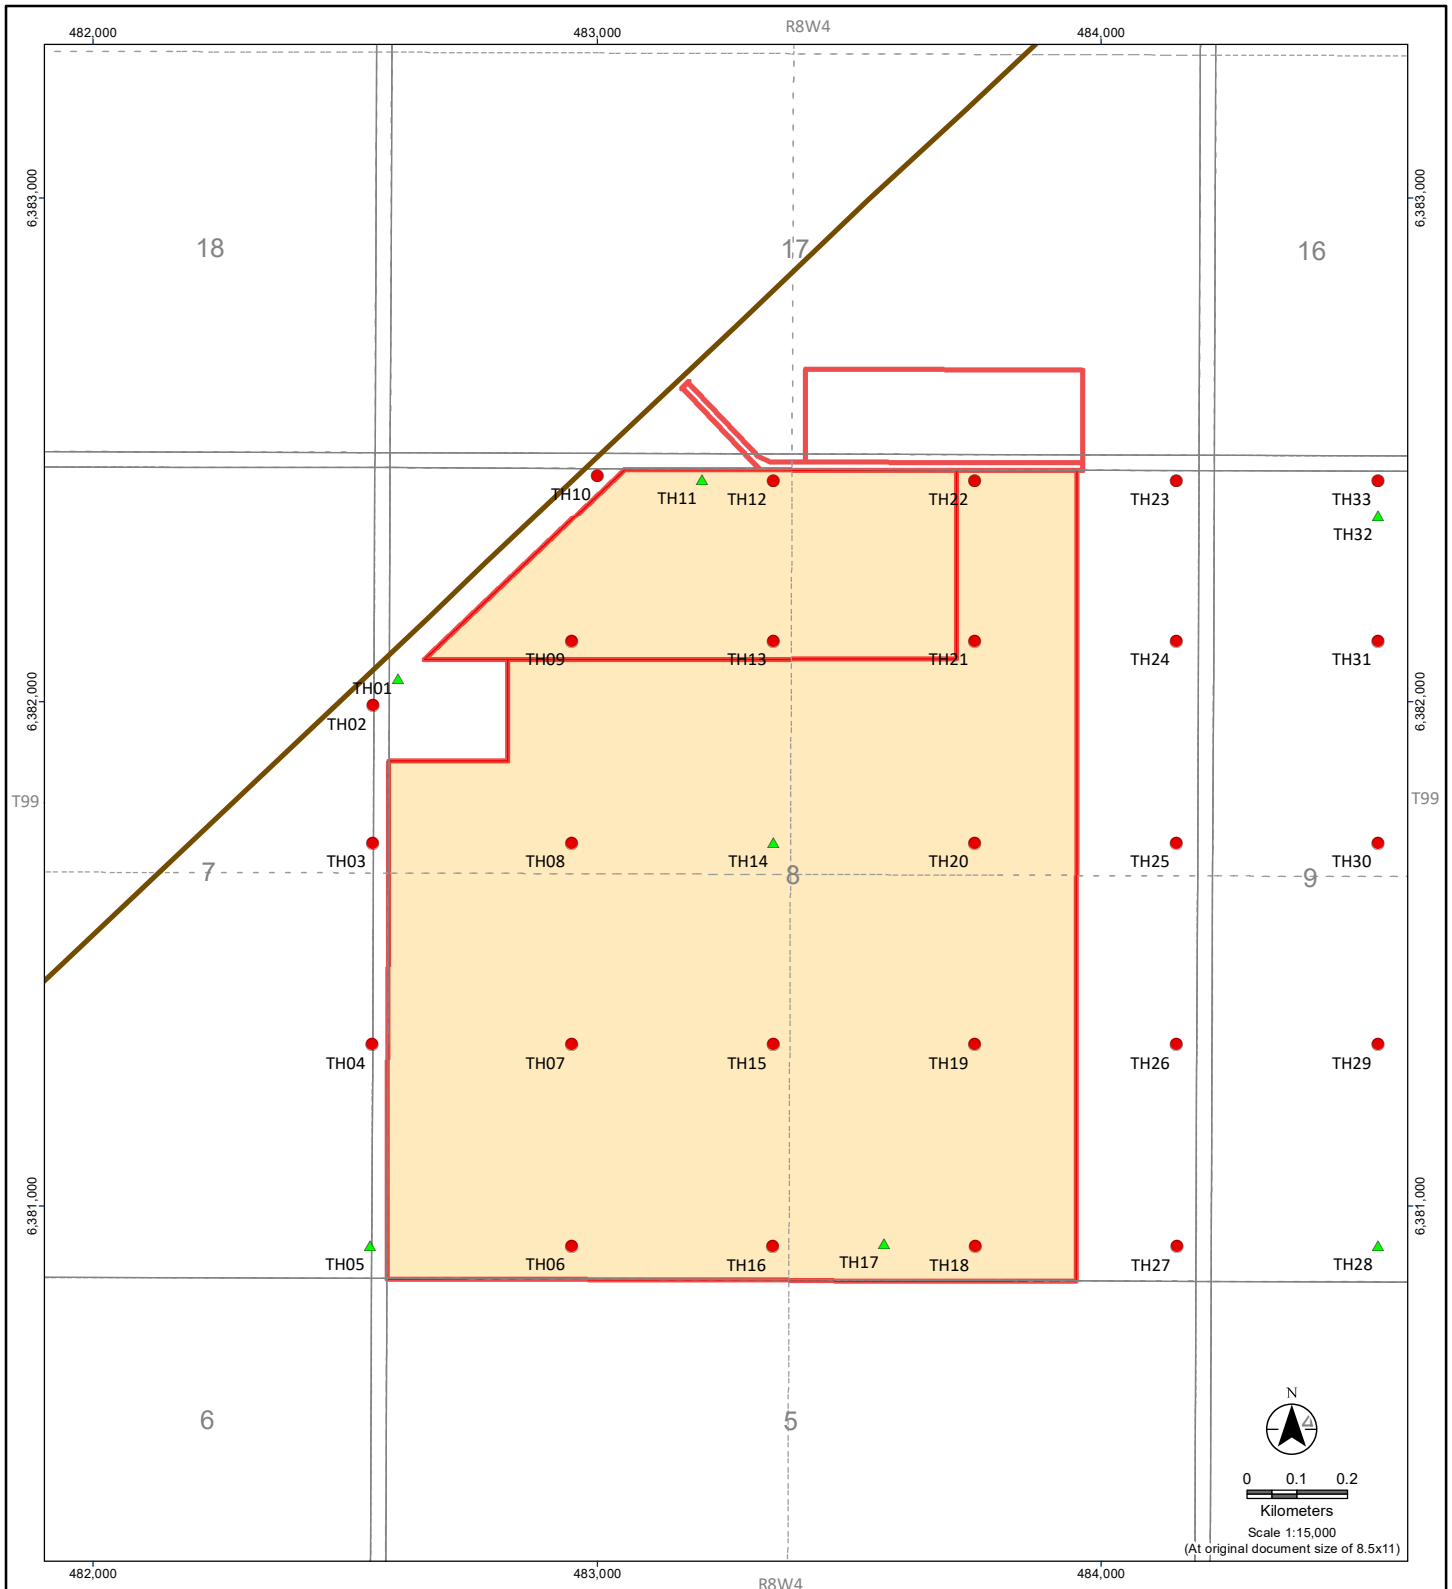 R8W4
482,000 483,000 484,000
6,383,000 6,383,000
18 17 16
TH10 TH11 TH12 TH22 TH23 TH33
TH32
TH09 TH13 TH21 TH24 TH31
TH01
6,382,000 6,382,000
TH02
T99 T99
TH03 TH08 TH14 TH20 TH25 TH30
7 8 9
TH04 TH07 TH15 TH19 TH26 TH29
6,381,000 6,381,000
TH05 TH06 TH16 TH17 TH18 TH27 TH28
N
6 5 4
0 0.1 0.2
Kilometers
Scale 1:15,000
(At original document size of 8.5x11)
482,000 483,000 484,000
R8W4